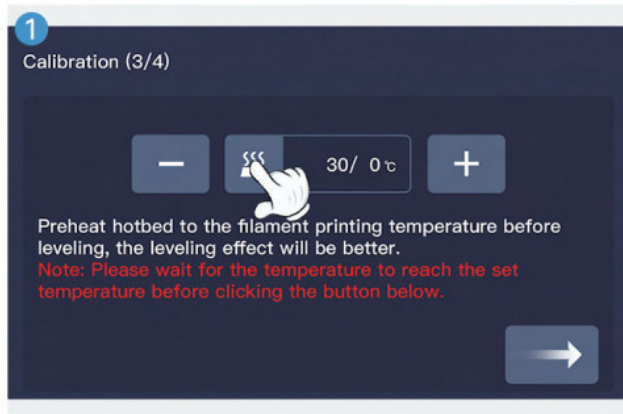 1
Calibration (3/4)
30/ 0 ℃
Preheat hotbed to the filament printing temperature before
leveling, the leveling effect will be better.
Note: Please wait for the temperature to reach the set
temperature before clicking the button below.